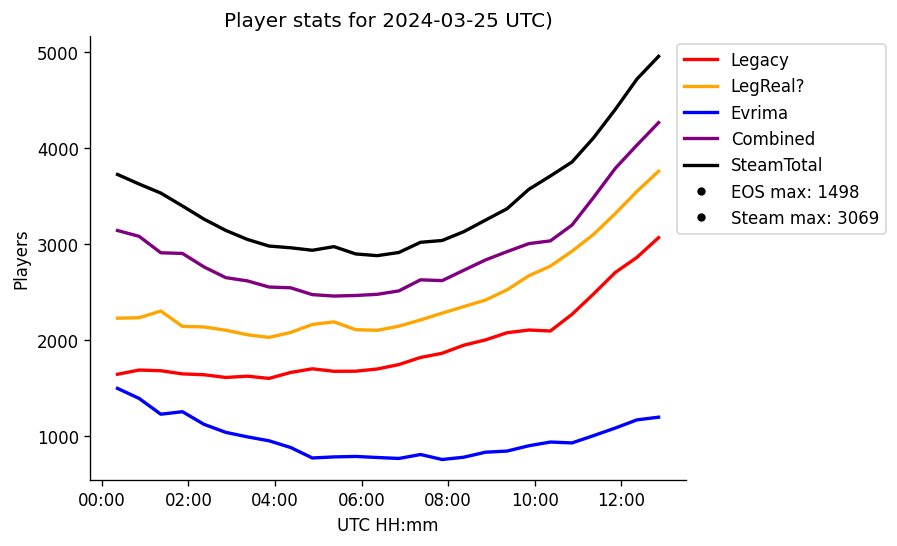 Player stats for 2024-03-25 UTC)
5000
4000
3000
2000
1000
Players
00:00 02:00 04:00 06:00 08:00 10:00 12:00
UTC HH:mm
Legacy
LegReal?
Evrima
Combined
SteamTotal
EOS max: 1498
Steam max: 3069